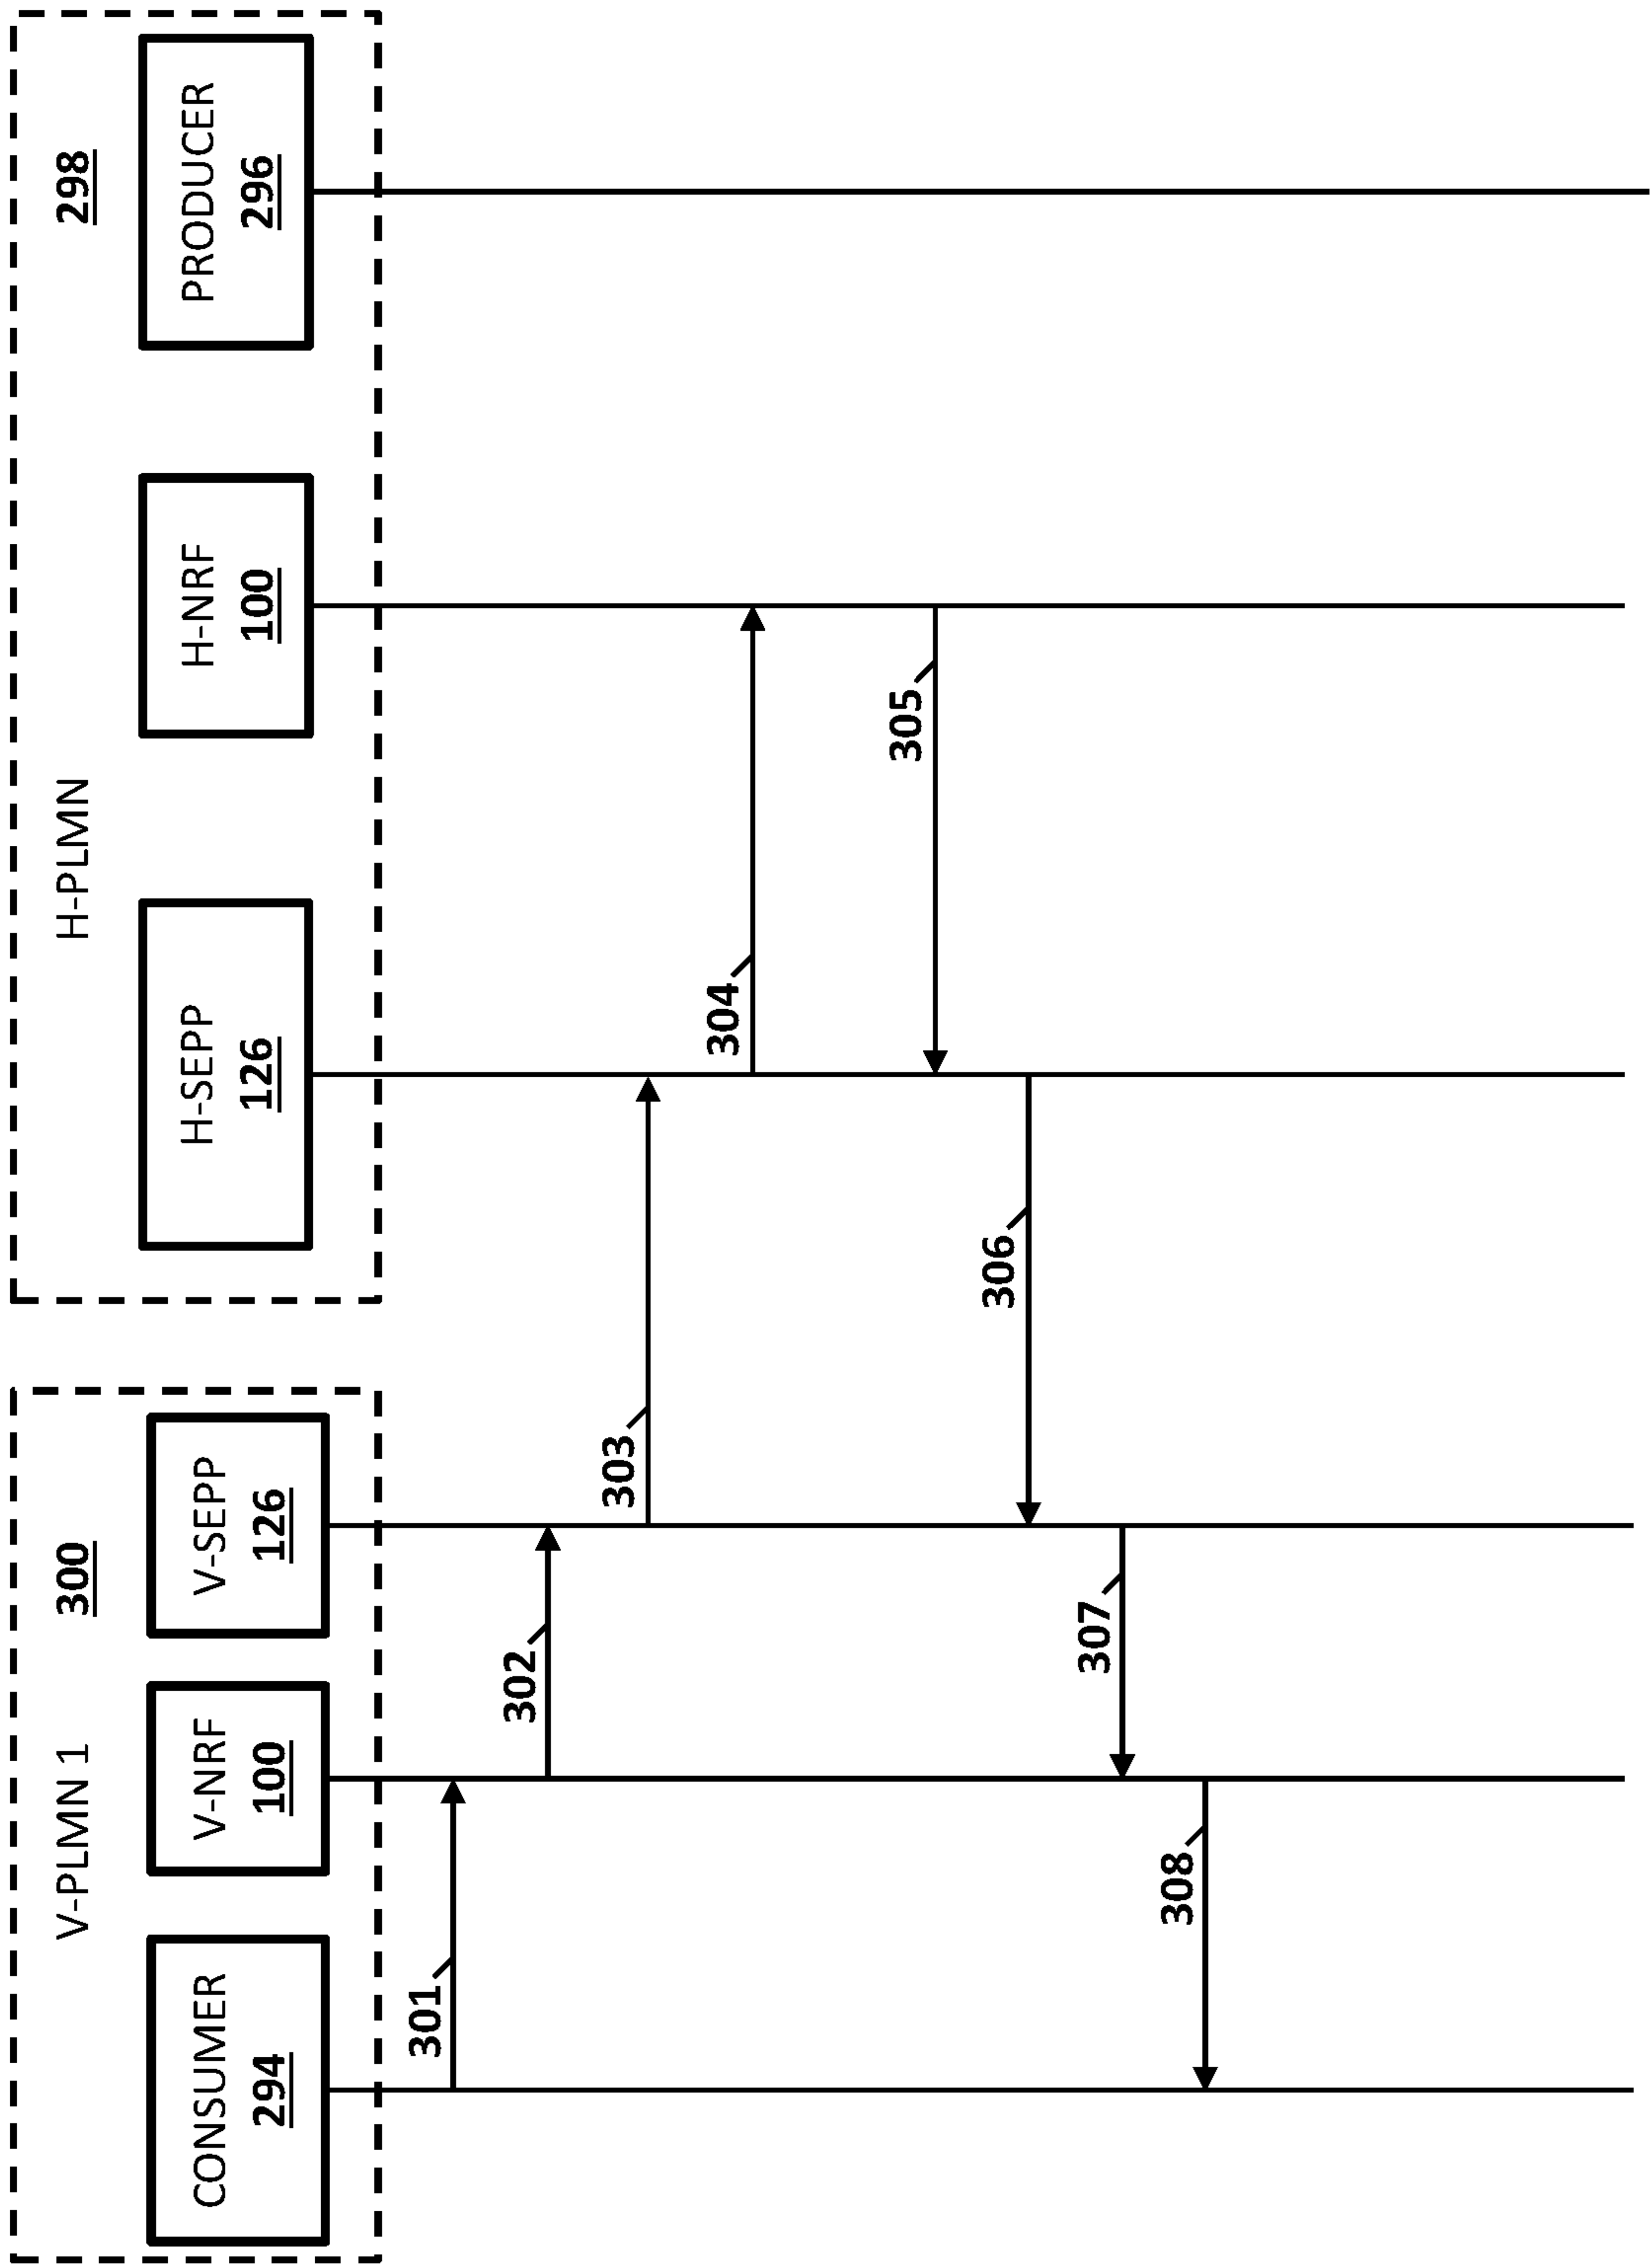 V-PLMN 1
300
H-PLMN
298
CONSUMER
294
V-NRF
100
V-SEPP
126
H-SEPP
126
H-NRF
100
PRODUCER
296
301
302
303
304
305
306
307
308